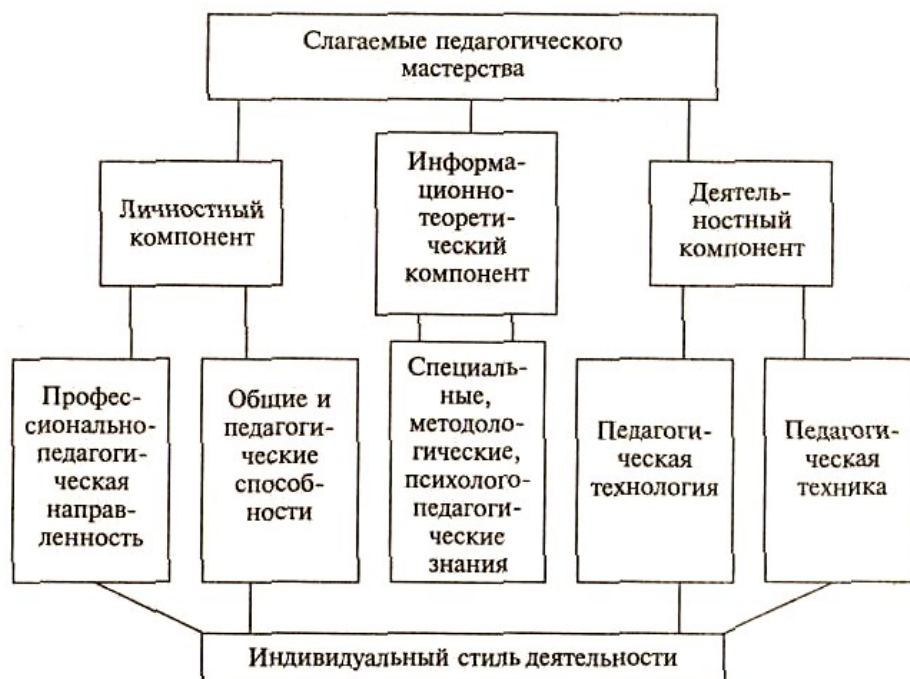 Слагаемые педагогического
мастерства
Личностный
компонент
Информа-
ционно-
теорети-
ческий
компонент
Деятель-
ностный
компонент
Профес-
сионально-
педагоги-
ческая
направ-
ленность
Общие и
педагоги-
ческие
способ-
ности
Специаль-
ные,
методоло-
гические,
психолого-
педагоги-
ческие
знания
Педагоги-
ческая
технология
Педагоги-
ческая
техника
Индивидуальный стиль деятельности